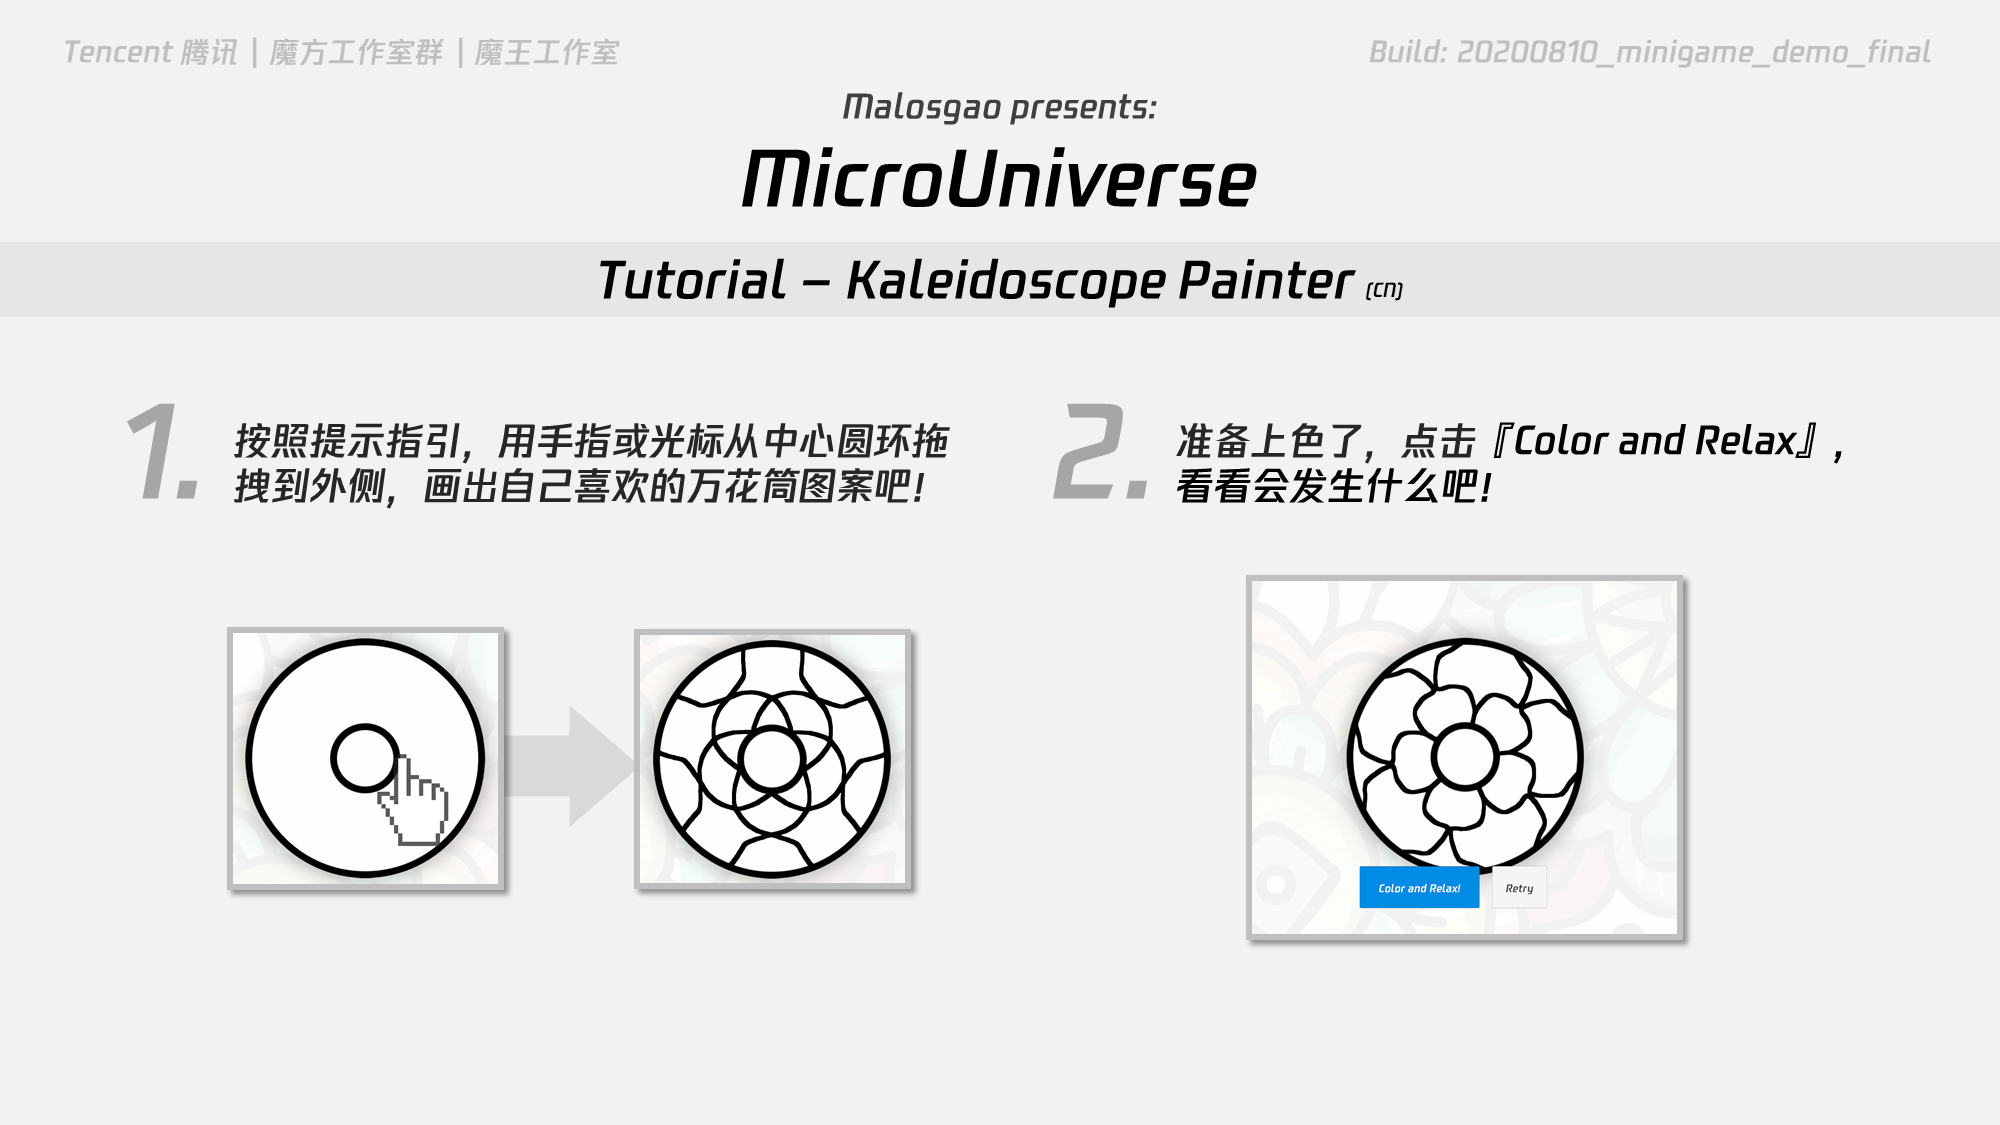 Tencent 腾讯 | 魔方工作室群 | 魔王工作室
Build: 20200810_minigame_demo_final
Malosgao presents:
MicroUniverse
Tutorial – Kaleidoscope Painter (CN)
1.
按照提示指引，用手指或光标从中心圆环拖
拽到外侧，画出自己喜欢的万花筒图案吧！
2.
准备上色了，点击『Color and Relax』，
看看会发生什么吧！
Color and Relax!
Retry